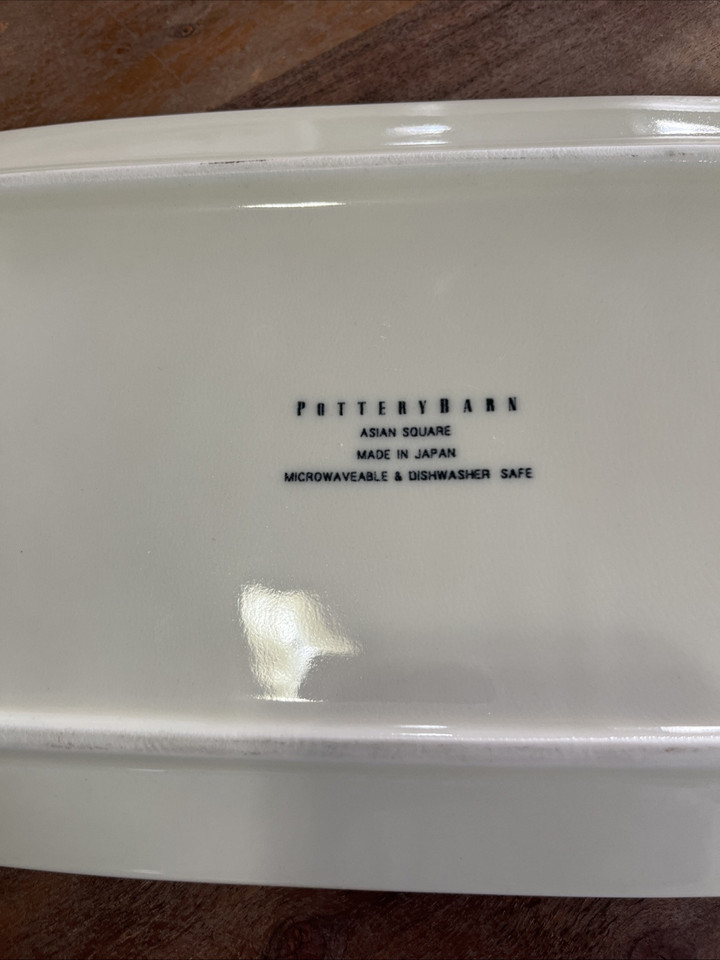 POTTERYBARN
ASIAN SQUARE
MADE IN JAPAN
MICROWAVEABLE & DISHWASHER SAFE